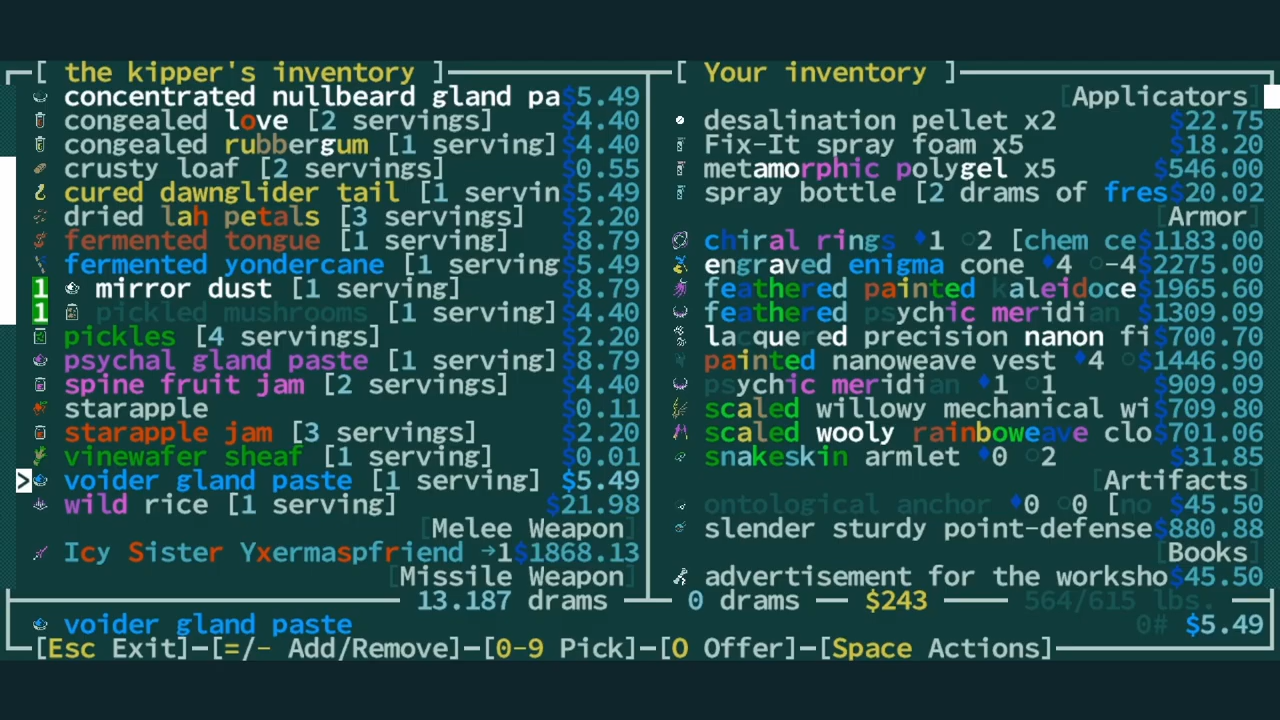 [ the kipper's inventory ]
concentrated nullbeard gland pa $5.49
congealed love [2 servings] $4.40
congealed rubbergum [1 serving] $4.40
crusty loaf [2 servings] $0.55
cured dawnglider tail [1 servin $5.49
dried lah petals [3 servings] $2.20
fermented tongue [1 serving] $8.79
fermented yondercane [1 serving $5.49
1 mirror dust [1 serving] $8.79
1 pickled mushrooms [1 serving] $4.40
pickles [4 servings] $2.20
psychal gland paste [1 serving] $8.79
spine fruit jam [2 servings] $4.40
starapple $0.11
starapple jam [3 servings] $2.20
vinewafer sheaf [1 serving] $0.01
> voider gland paste [1 serving] $5.49
wild rice [1 serving] $21.98
[Melee Weapon]
Icy Sister Yxermaspfriend →1 $1868.13
[Missile Weapon]
[ Your inventory ]
[Applicators]
desalination pellet x2 $22.75
Fix-It spray foam x5 $18.20
metamorphic polygel x5 $546.00
spray bottle [2 drams of fres $20.02
[Armor]
chiral rings ♦1 ○2 [chem ce $1183.00
engraved enigma cone ♦4 ○-4 $2275.00
feathered painted kaleidoce $1965.60
feathered psychic meridian $1309.09
lacquered precision nanon fi $700.70
painted nanoweave vest ♦4 ○ $1446.90
psychic meridian ♦1 ○1 $909.09
scaled willowy mechanical wi $709.80
scaled wooly rainboweave clo $701.06
snakeskin armlet ♦0 ○2 $31.85
[Artifacts]
ontological anchor ♦0 ○0 [no $45.50
slender sturdy point-defense $880.88
[Books]
advertisement for the worksho $45.50
13.187 drams 0 drams $243 564/615 lbs.
voider gland paste 0# $5.49
[Esc Exit] [=/- Add/Remove] [0-9 Pick] [O Offer] [Space Actions]